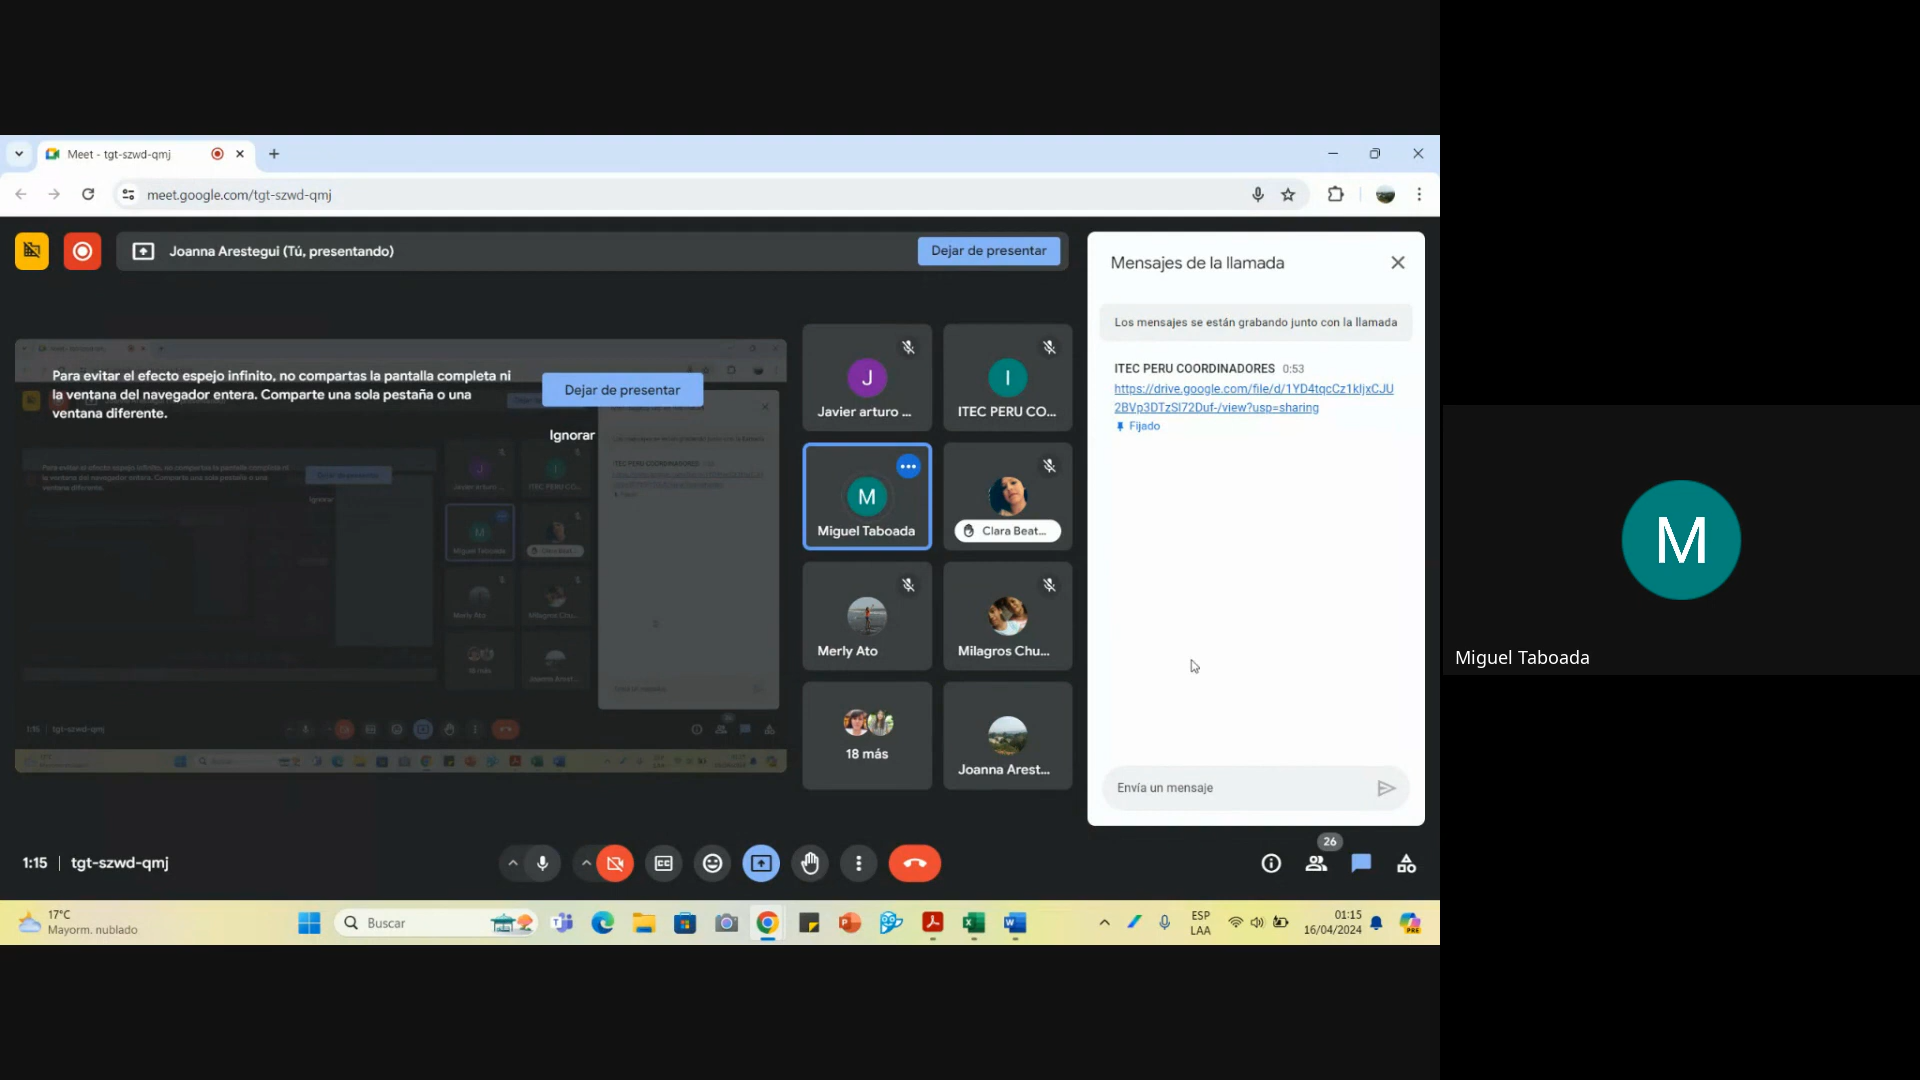 Meet - tgt-szwd-qmj
meet.google.com/tgt-szwd-qmj
Joanna Arestegui (Tú, presentando)
Dejar de presentar
Mensajes de la llamada
Los mensajes se están grabando junto con la llamada
ITEC PERU COORDINADORES 0:53
https://drive.google.com/file/d/1YD4tqcCz1kIjxCJU
2BVp3DTzSl72Duf-/view?usp=sharing
Fijado
Para evitar el efecto espejo infinito, no compartas la pantalla completa ni
la ventana del navegador entera. Comparte una sola pestaña o una
ventana diferente.
Dejar de presentar
Ignorar
J
Javier arturo ...
I
ITEC PERU CO...
M
Miguel Taboada
Clara Beat...
Merly Ato
Milagros Chu...
18 más
Joanna Arest...
Envía un mensaje
1:15 | tgt-szwd-qmj
26
17°C
Mayorm. nublado
Buscar
ESP
LAA
01:15
16/04/2024
M
Miguel Taboada